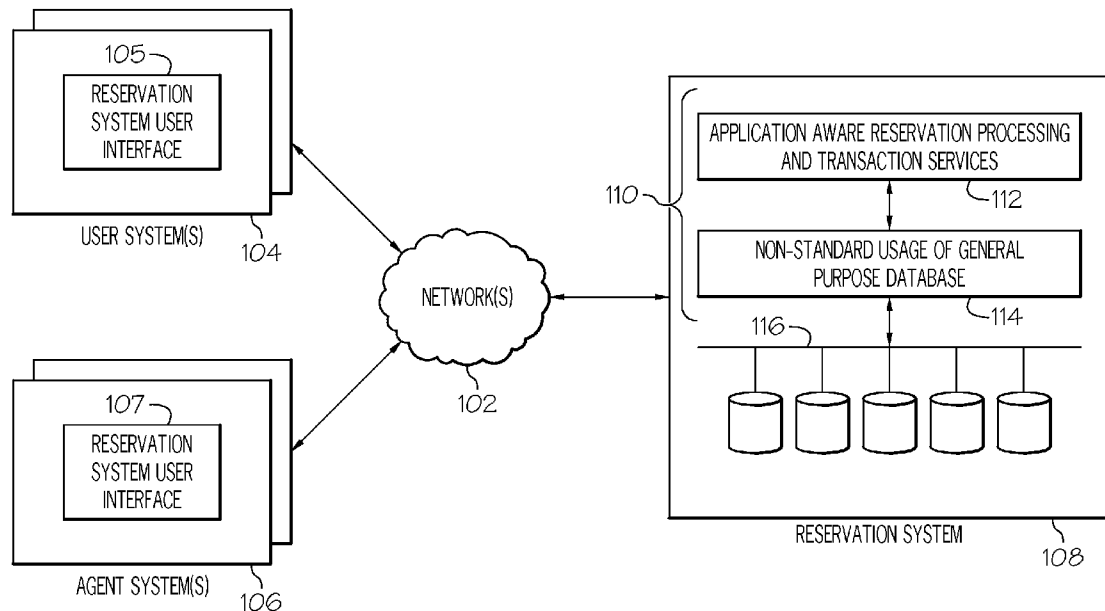 105
RESERVATION
SYSTEM USER
INTERFACE
USER SYSTEM(S)
104
107
RESERVATION
SYSTEM USER
INTERFACE
AGENT SYSTEM(S)
106
NETWORK(S)
102
110
APPLICATION AWARE RESERVATION PROCESSING
AND TRANSACTION SERVICES
112
NON-STANDARD USAGE OF GENERAL
PURPOSE DATABASE
114
116
RESERVATION SYSTEM
108